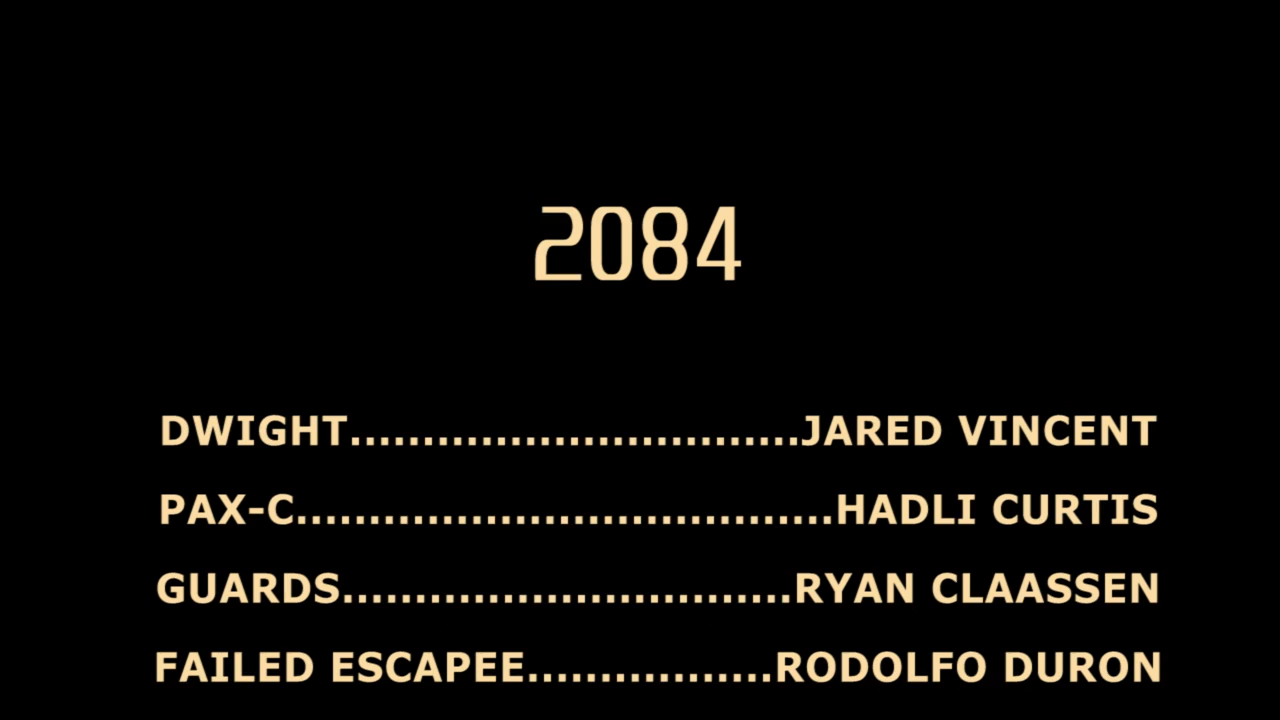 2084
DWIGHT...............................JARED VINCENT
PAX-C.....................................HADLI CURTIS
GUARDS...............................RYAN CLAASSEN
FAILED ESCAPEE.................RODOLFO DURON